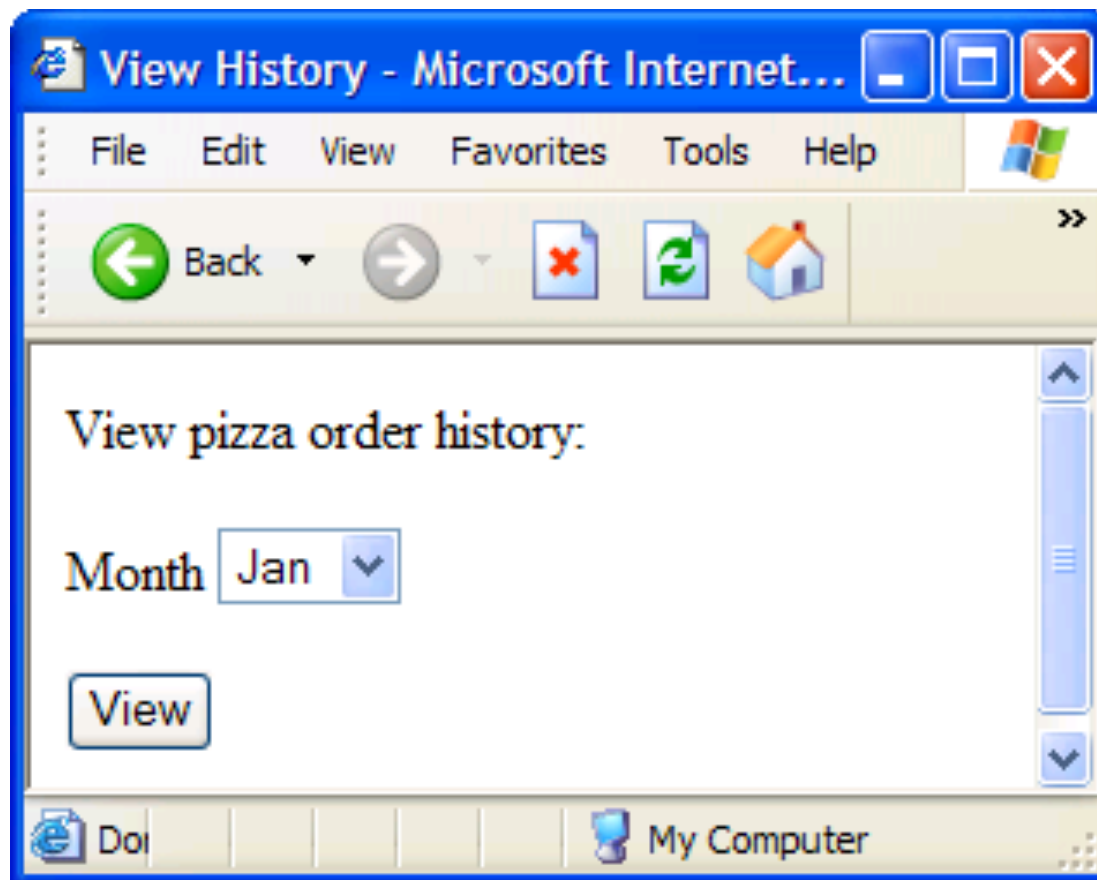 View History - Microsoft Internet...
File Edit View Favorites Tools Help
Back »
View pizza order history:
Month Jan
View
My Computer